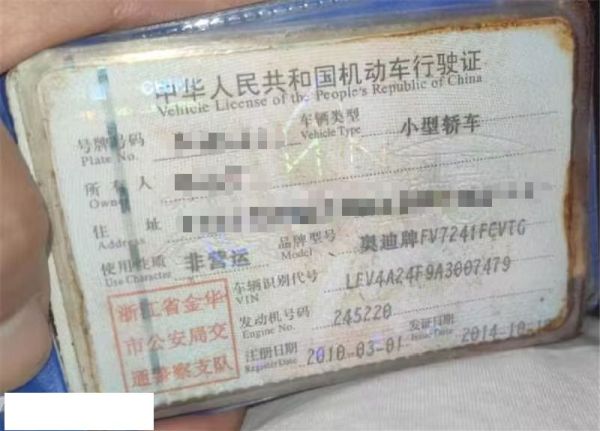 中华人民共和国机动车行驶证
Vehicle License of the People's Republic of China
号牌号码 Plate No.
车辆类型 Vehicle Type 小型轿车
所有人 Owner
住址 Address
使用性质 Use Character 非营运
品牌型号 Model 奥迪牌FV7241FCVTG
车辆识别代号 VIN LFV4A24F9A3007479
发动机号码 Engine No. 245220
注册日期 Register Date 2010-03-01
发证日期 Issue Date 2014-10-
浙江省金华
市公安局交
通警察支队